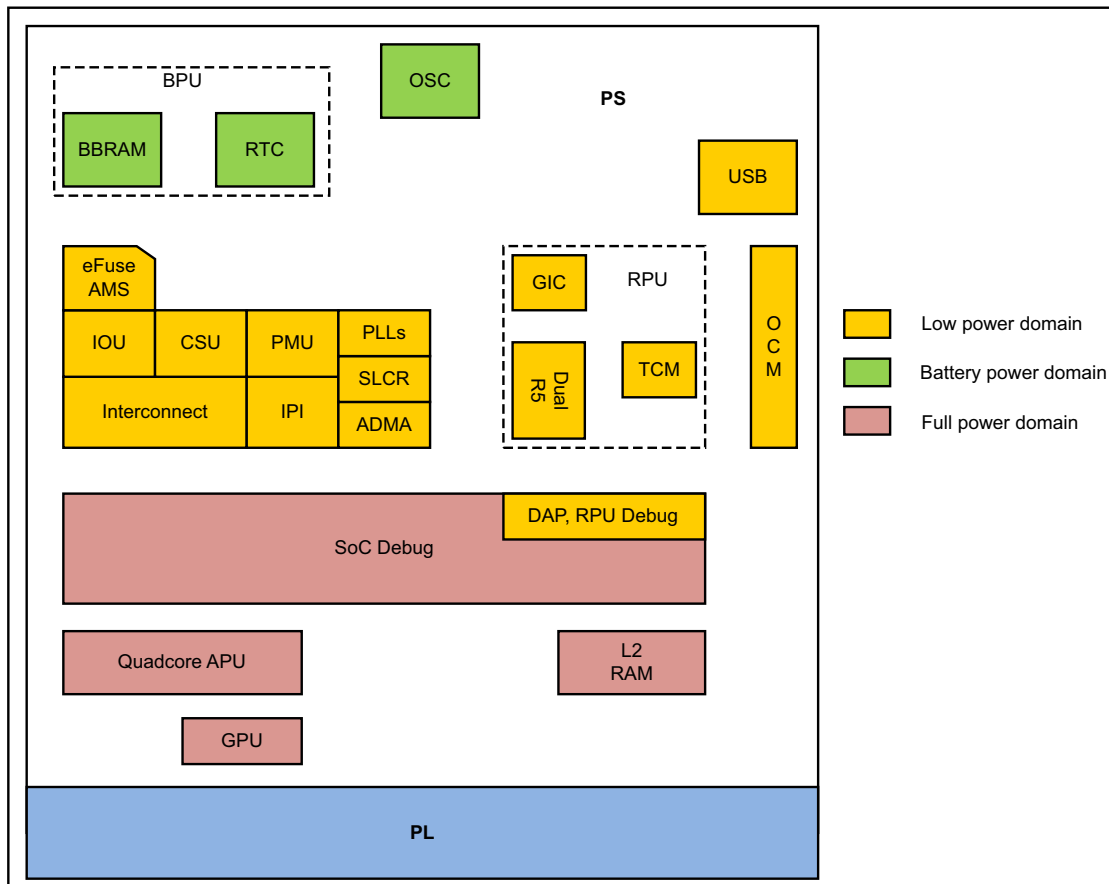 BPU
OSC
PS
BBRAM
RTC
USB
eFuse
AMS
GIC
RPU
IOU
CSU
PMU
PLLs
SLCR
Interconnect
IPI
ADMA
Dual
R5
TCM
O
C
M
Low power domain
Battery power domain
Full power domain
DAP, RPU Debug
SoC Debug
Quadcore APU
L2
RAM
GPU
PL